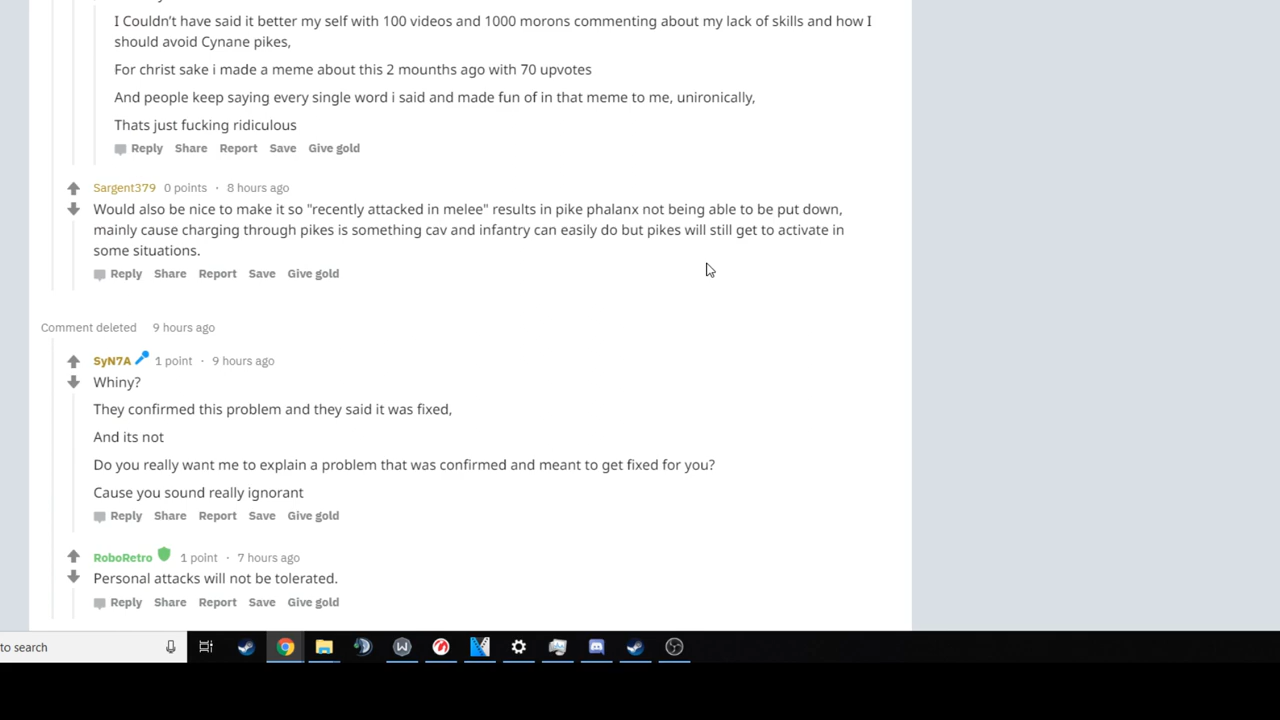 I Couldn't have said it better my self with 100 videos and 1000 morons commenting about my lack of skills and how I
should avoid Cynane pikes,
For christ sake i made a meme about this 2 mounths ago with 70 upvotes
And people keep saying every single word i said and made fun of in that meme to me, unironically,
Thats just fucking ridiculous
Reply Share Report Save Give gold
Sargent379 0 points · 8 hours ago
Would also be nice to make it so "recently attacked in melee" results in pike phalanx not being able to be put down,
mainly cause charging through pikes is something cav and infantry can easily do but pikes will still get to activate in
some situations.
Reply Share Report Save Give gold
Comment deleted 9 hours ago
SyN7A 1 point · 9 hours ago
Whiny?
They confirmed this problem and they said it was fixed,
And its not
Do you really want me to explain a problem that was confirmed and meant to get fixed for you?
Cause you sound really ignorant
Reply Share Report Save Give gold
RoboRetro 1 point · 7 hours ago
Personal attacks will not be tolerated.
Reply Share Report Save Give gold
to search